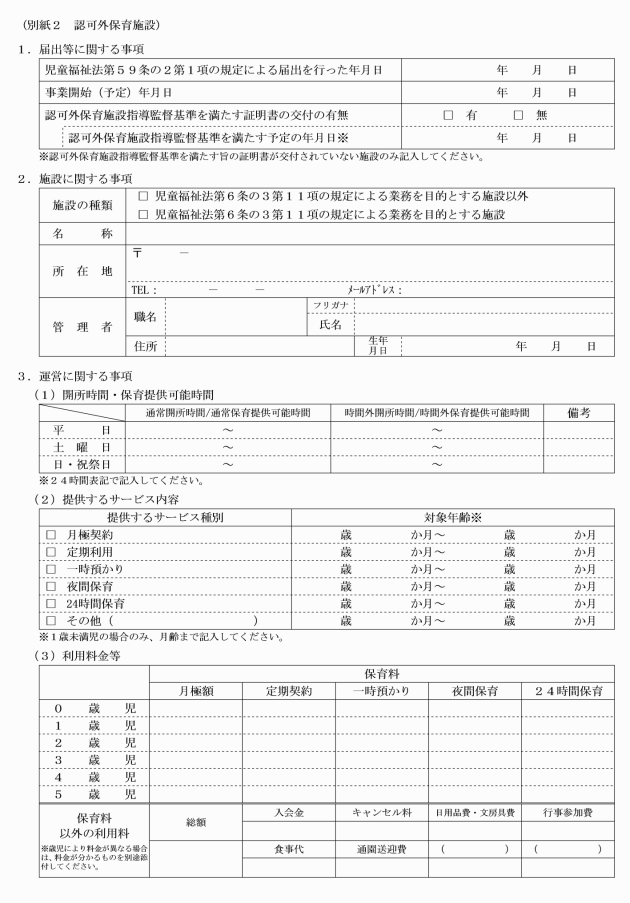 (別紙２　認可外保育施設)
１．届出等に関する事項
児童福祉法第５９条の２第１項の規定による届出を行った年月日　年　月　日
事業開始（予定）年月日　年　月　日
認可外保育施設指導監督基準を満たす証明書の交付の有無　□　有　□　無
認可外保育施設指導監督基準を満たす予定の年月日※　年　月　日
※認可外保育施設指導監督基準を満たす旨の証明書が交付されていない施設のみ記入してください。
２．施設に関する事項
施設の種類
□ 児童福祉法第６条の３第１１項の規定による業務を目的とする施設以外
□ 児童福祉法第６条の３第１１項の規定による業務を目的とする施設
名　称
所　在　地
〒　－
TEL：　－　－　ﾒｰﾙｱﾄﾞﾚｽ：
管　理　者
職名
フリガナ
氏名
住所
生年
月日
年　月　日
３．運営に関する事項
（１）開所時間・保育提供可能時間
通常開所時間/通常保育提供可能時間　時間外開所時間/時間外保育提供可能時間　備考
平　日　～　～
土　曜　日　～　～
日・祝祭日　～　～
※２４時間表記で記入してください。
（２）提供するサービス内容
提供するサービス種別　対象年齢※
□　月極契約　歳　か月～　歳　か月
□　定期利用　歳　か月～　歳　か月
□　一時預かり　歳　か月～　歳　か月
□　夜間保育　歳　か月～　歳　か月
□　24時間保育　歳　か月～　歳　か月
□　その他（　）　歳　か月～　歳　か月
※１歳未満児の場合のみ、月齢まで記入してください。
（３）利用料金等
保育料
月極額　定期契約　一時預かり　夜間保育　２４時間保育
０　歳　児
１　歳　児
２　歳　児
３　歳　児
４　歳　児
５　歳　児
保育料
以外の利用料
※歳児により料金が異なる場合
は、料金が分かるものを別途添
付してください。
総額
入会金　キャンセル料　日用品費・文房具費　行事参加費
食事代　通園送迎費　（　）　（　）